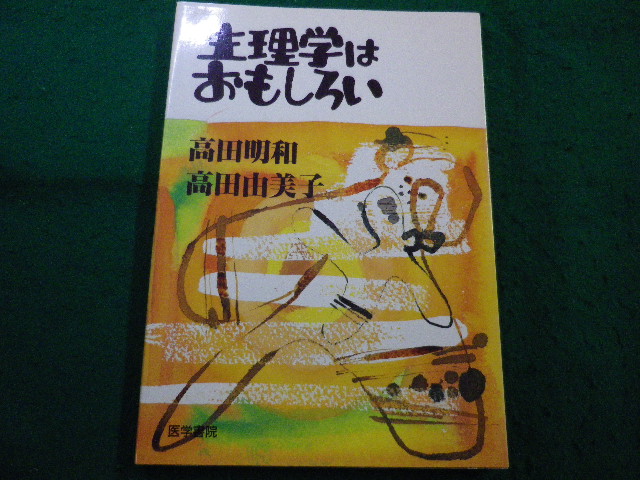 生理学は
おもしろい
高田明和
高田由美子
医学書院